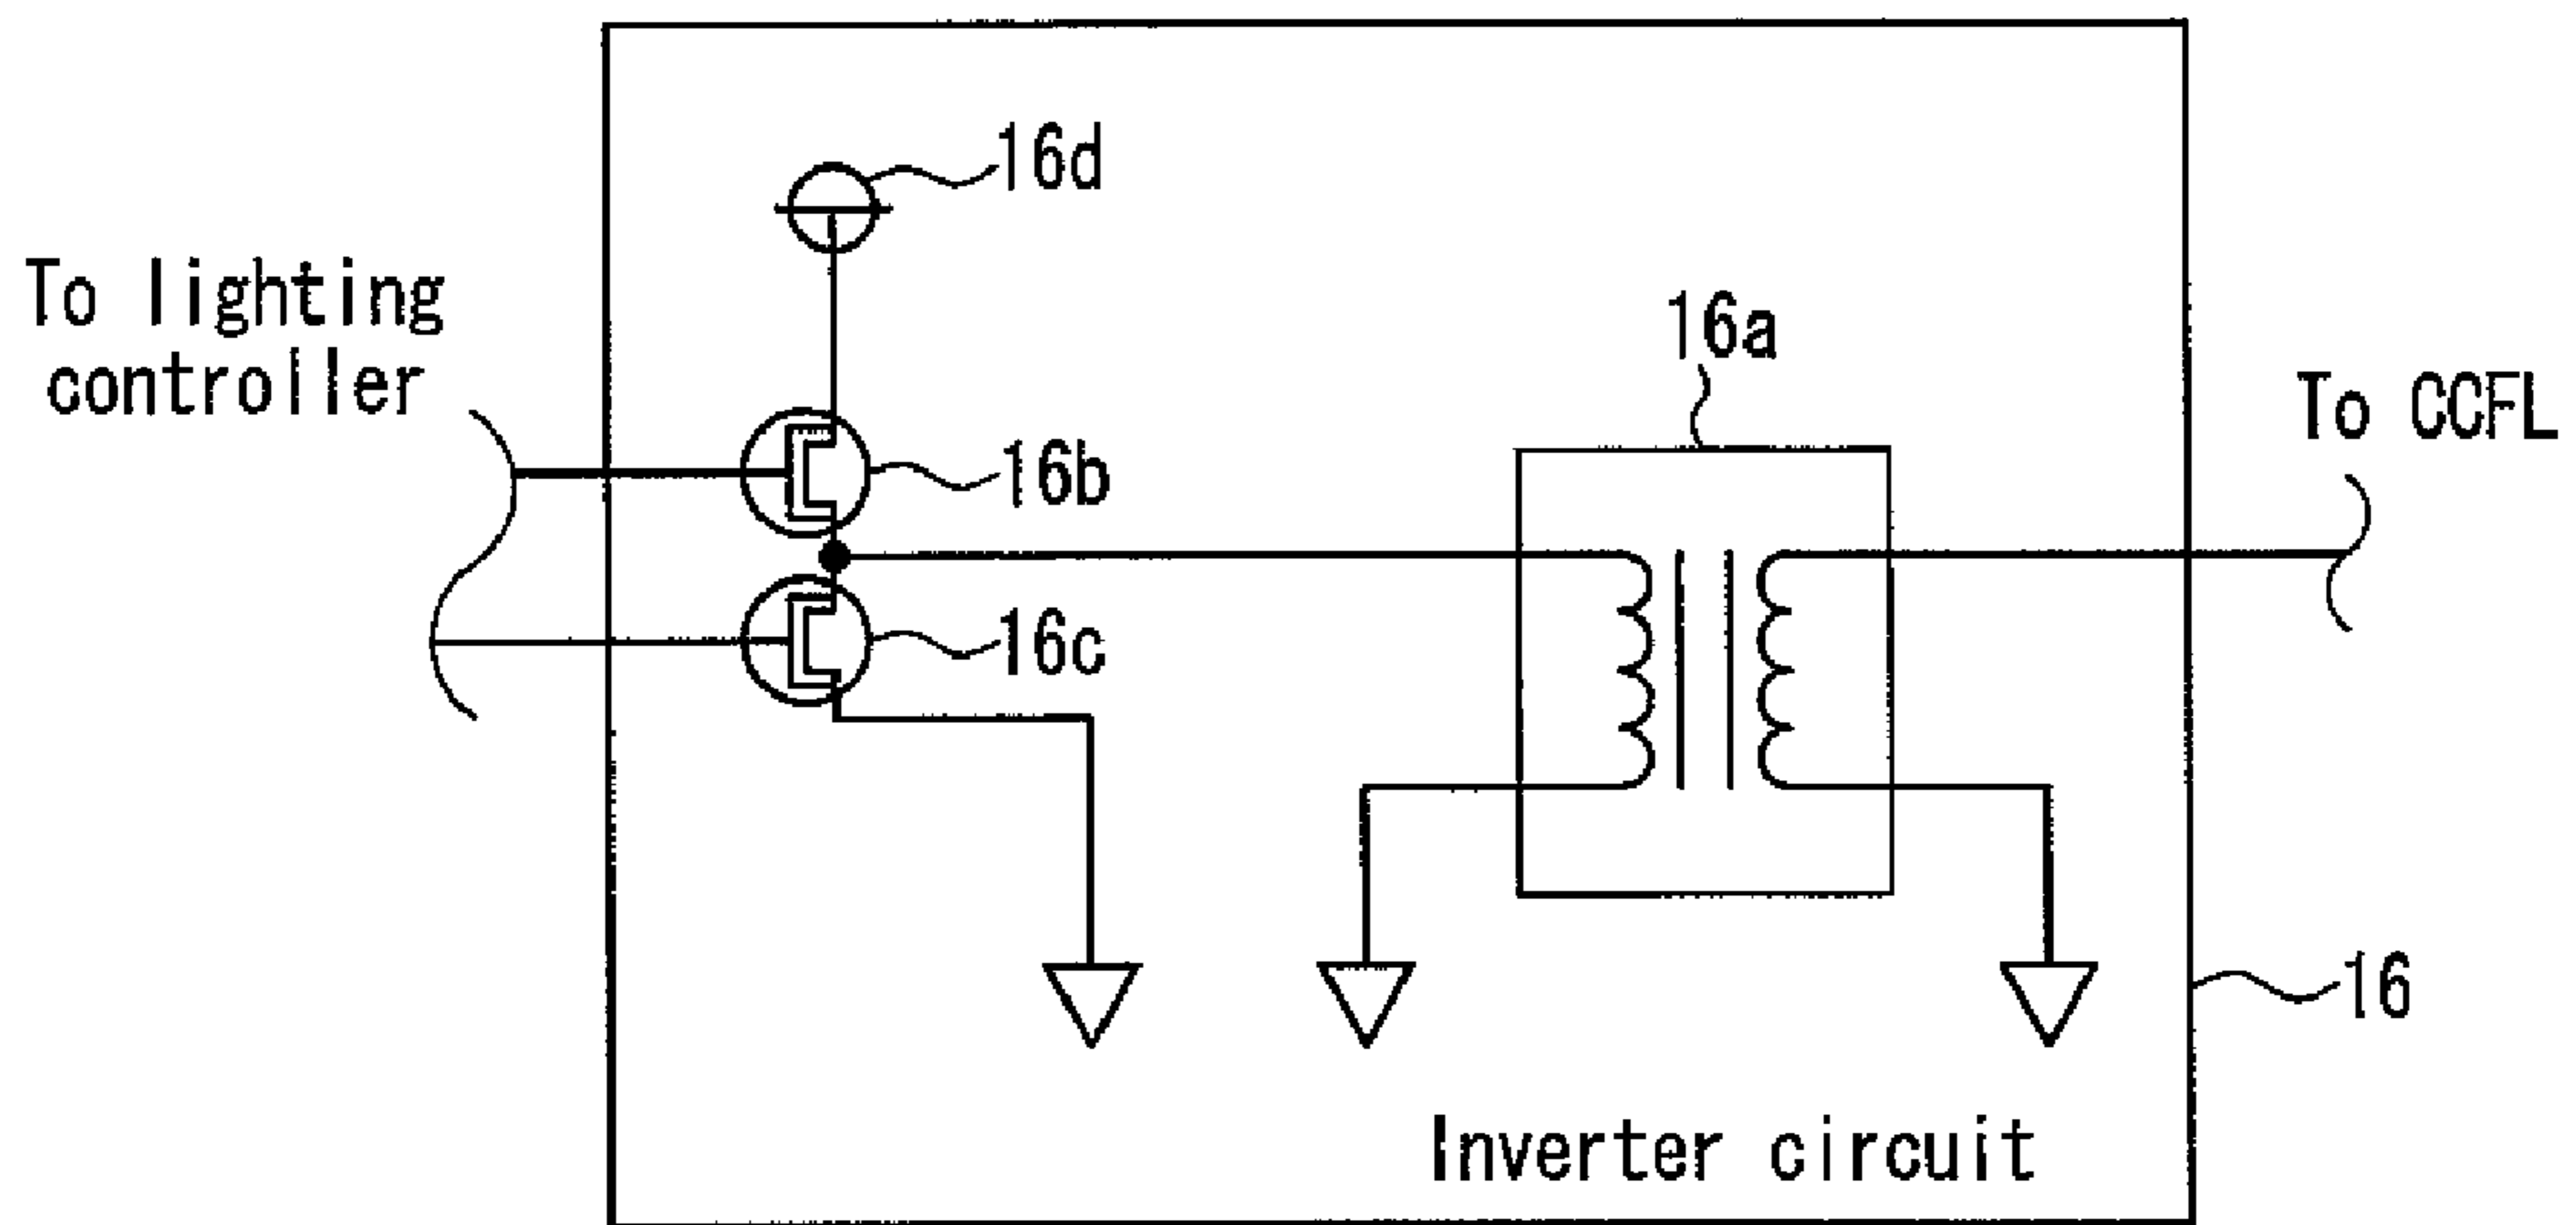 16d
To lighting
controller
16a
To CCFL
16b
16c
16
Inverter circuit